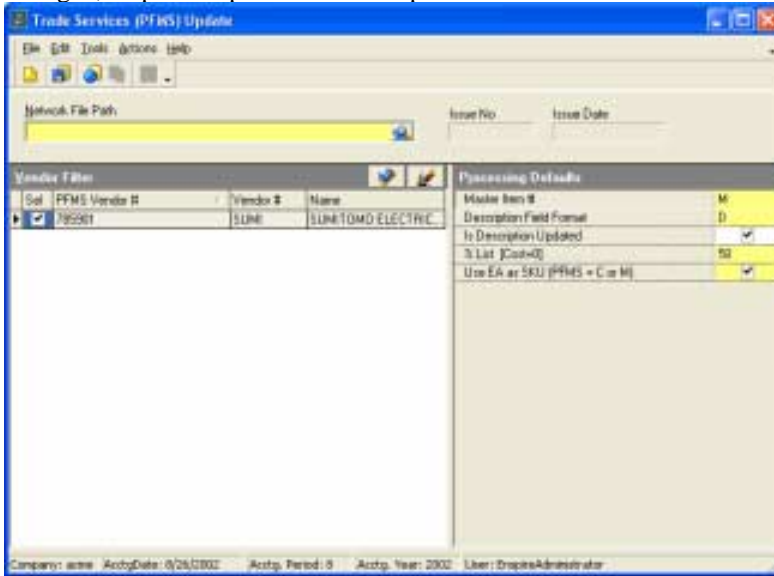 Trade Services (PFMS) Update
File Edit Tools Actions Help
Network File Path
Issue No Issue Date
Vendor Filter
Processing Defaults
Sel PFMS Vendor # Vendor # Name
785901 SUMI SUMITOMO ELECTRIC
Master Item # M
Description Field Format D
Is Description Updated
% List [Cost=0] 50
Use EA as SKU (PFMS = C or M)
Company: acme AcctgDate: 8/26/2002 Acctg. Period: 8 Acctg. Year: 2002 User: EnspireAdministrator